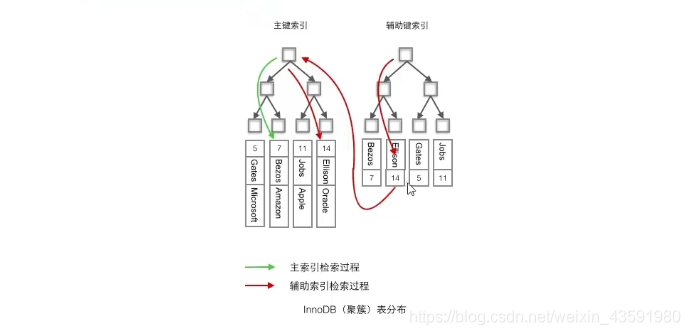 主键索引
辅助键索引
5
7
11
14
Gates
Bezos
Jobs
Ellison
Microsoft
Amazon
Apple
Oracle
Bezos
Ellison
Gates
Jobs
7
14
5
11
主索引检索过程
辅助索引检索过程
InnoDB（聚簇）表分布
https://blog.csdn.net/weixin_43591980